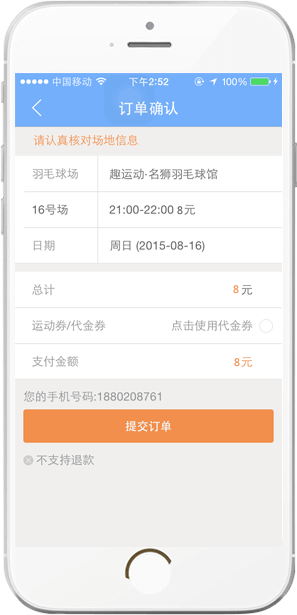 中国移动 下午2:52 100%
订单确认
请认真核对场地信息
羽毛球场 趣运动·名狮羽毛球馆
16号场 21:00-22:00 8元
日期 周日 (2015-08-16)
总计 8 元
运动券/代金券 点击使用代金券
支付金额 8元
您的手机号码:1880208761
提交订单
不支持退款